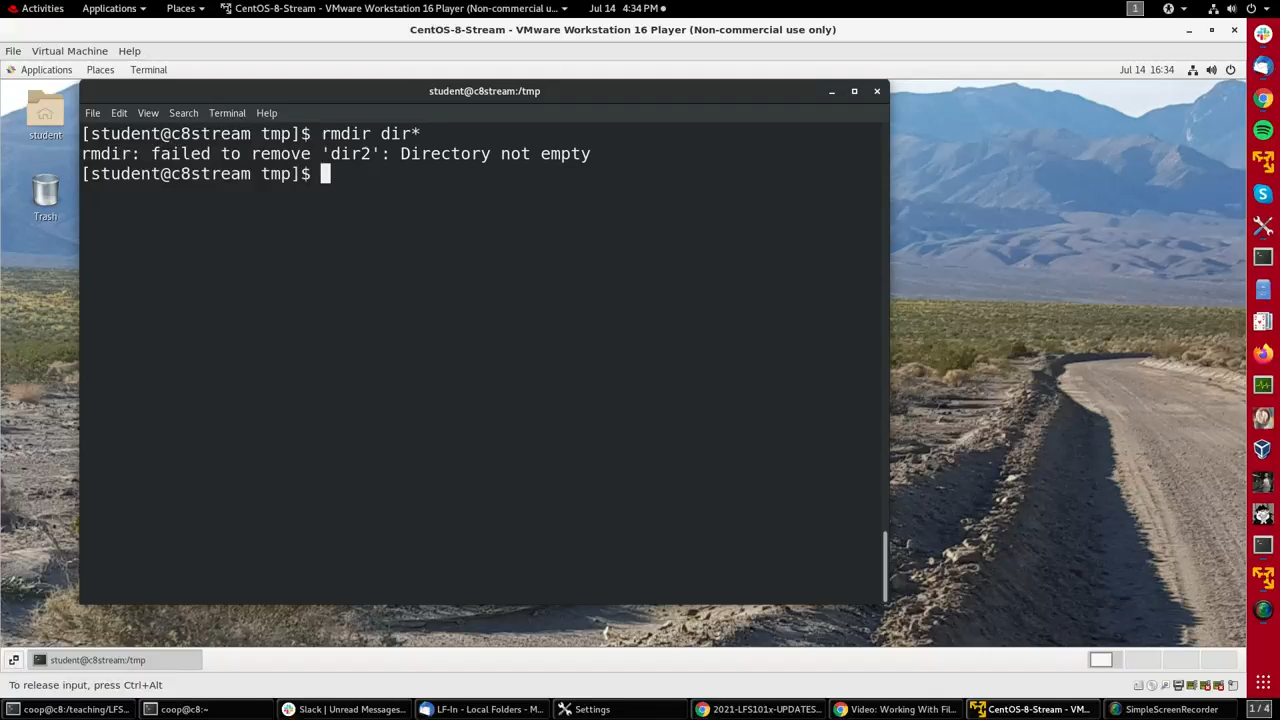 Activities Applications Places CentOS-8-Stream - VMware Workstation 16 Player (Non-commercial u... Jul 14 4:34 PM 1
CentOS-8-Stream - VMware Workstation 16 Player (Non-commercial use only)
File Virtual Machine Help
Applications Places Terminal Jul 14 16:34
student@c8stream:/tmp
File Edit View Search Terminal Help
student
Trash
[student@c8stream tmp]$ rmdir dir*
rmdir: failed to remove 'dir2': Directory not empty
[student@c8stream tmp]$
student@c8stream:/tmp
To release input, press Ctrl+Alt
coop@c8:/teaching/LFS... coop@c8:~ Slack | Unread Messages... LF-In - Local Folders - M... Settings 2021-LFS101x-UPDATES... Video: Working With Fil... CentOS-8-Stream - VM... SimpleScreenRecorder 1 / 4